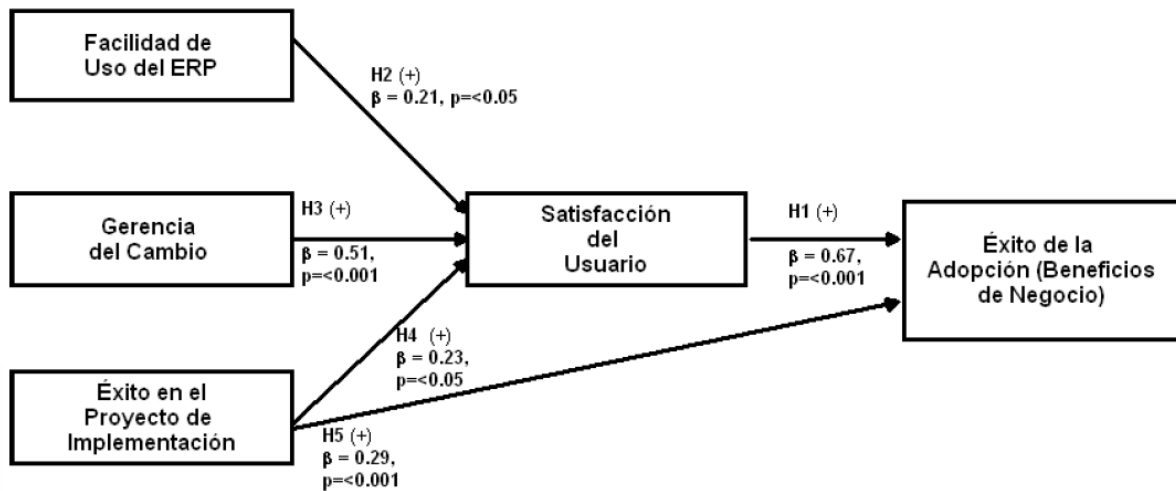 Facilidad de
Uso del ERP
H2 (+)
β = 0.21, p=<0.05
Gerencia
del Cambio
H3 (+)
β = 0.51,
p=<0.001
Satisfacción
del
Usuario
H1 (+)
β = 0.67,
p=<0.001
Éxito de la
Adopción (Beneficios
de Negocio)
H4 (+)
β = 0.23,
p=<0.05
Éxito en el
Proyecto de
Implementación
H5 (+)
β = 0.29,
p=<0.001